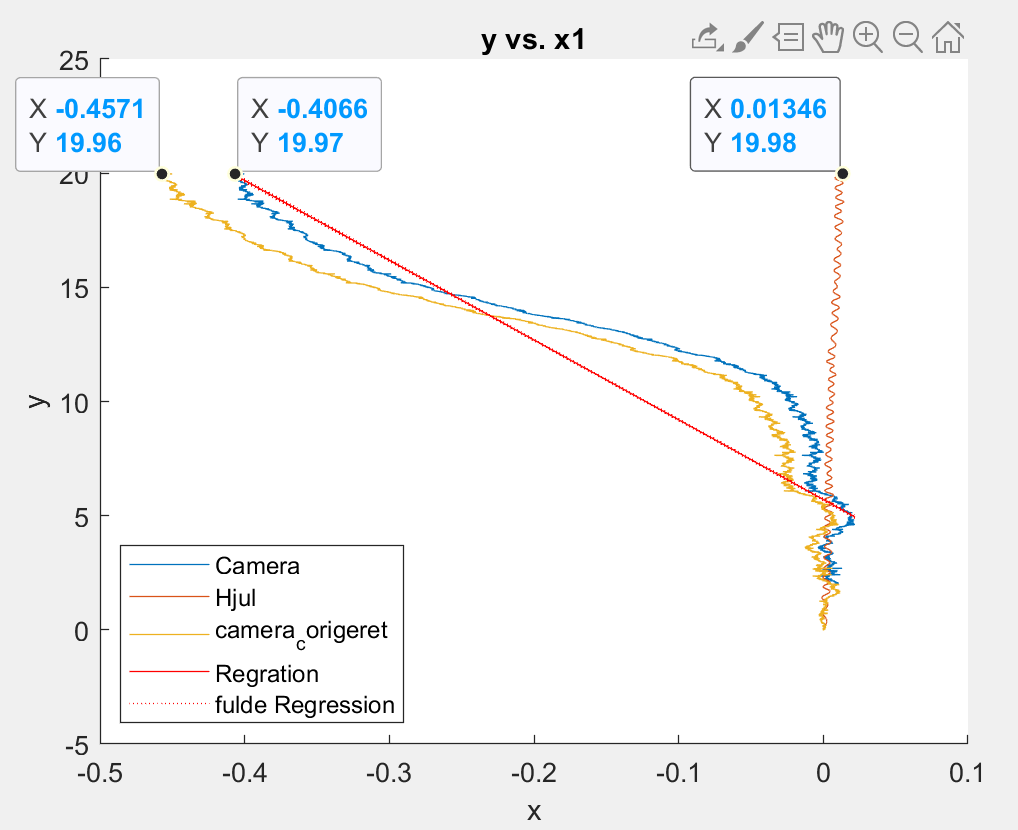 y vs. x1
25
X -0.4571
Y 19.96
X -0.4066
Y 19.97
X 0.01346
Y 19.98
20
15
10
5
0
-5
y
Camera
Hjul
camera_corigeret
Regration
fulde Regression
-0.5 -0.4 -0.3 -0.2 -0.1 0 0.1
x